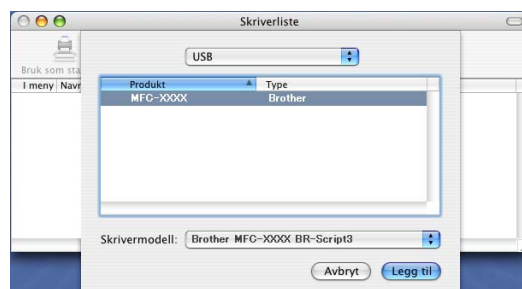 Skriverliste
USB
Bruk som sta
I meny Navr
Produkt Type
MFC-XXXX Brother
Skrivermodell: Brother MFC-XXXX BR-Script3
Avbryt Legg til